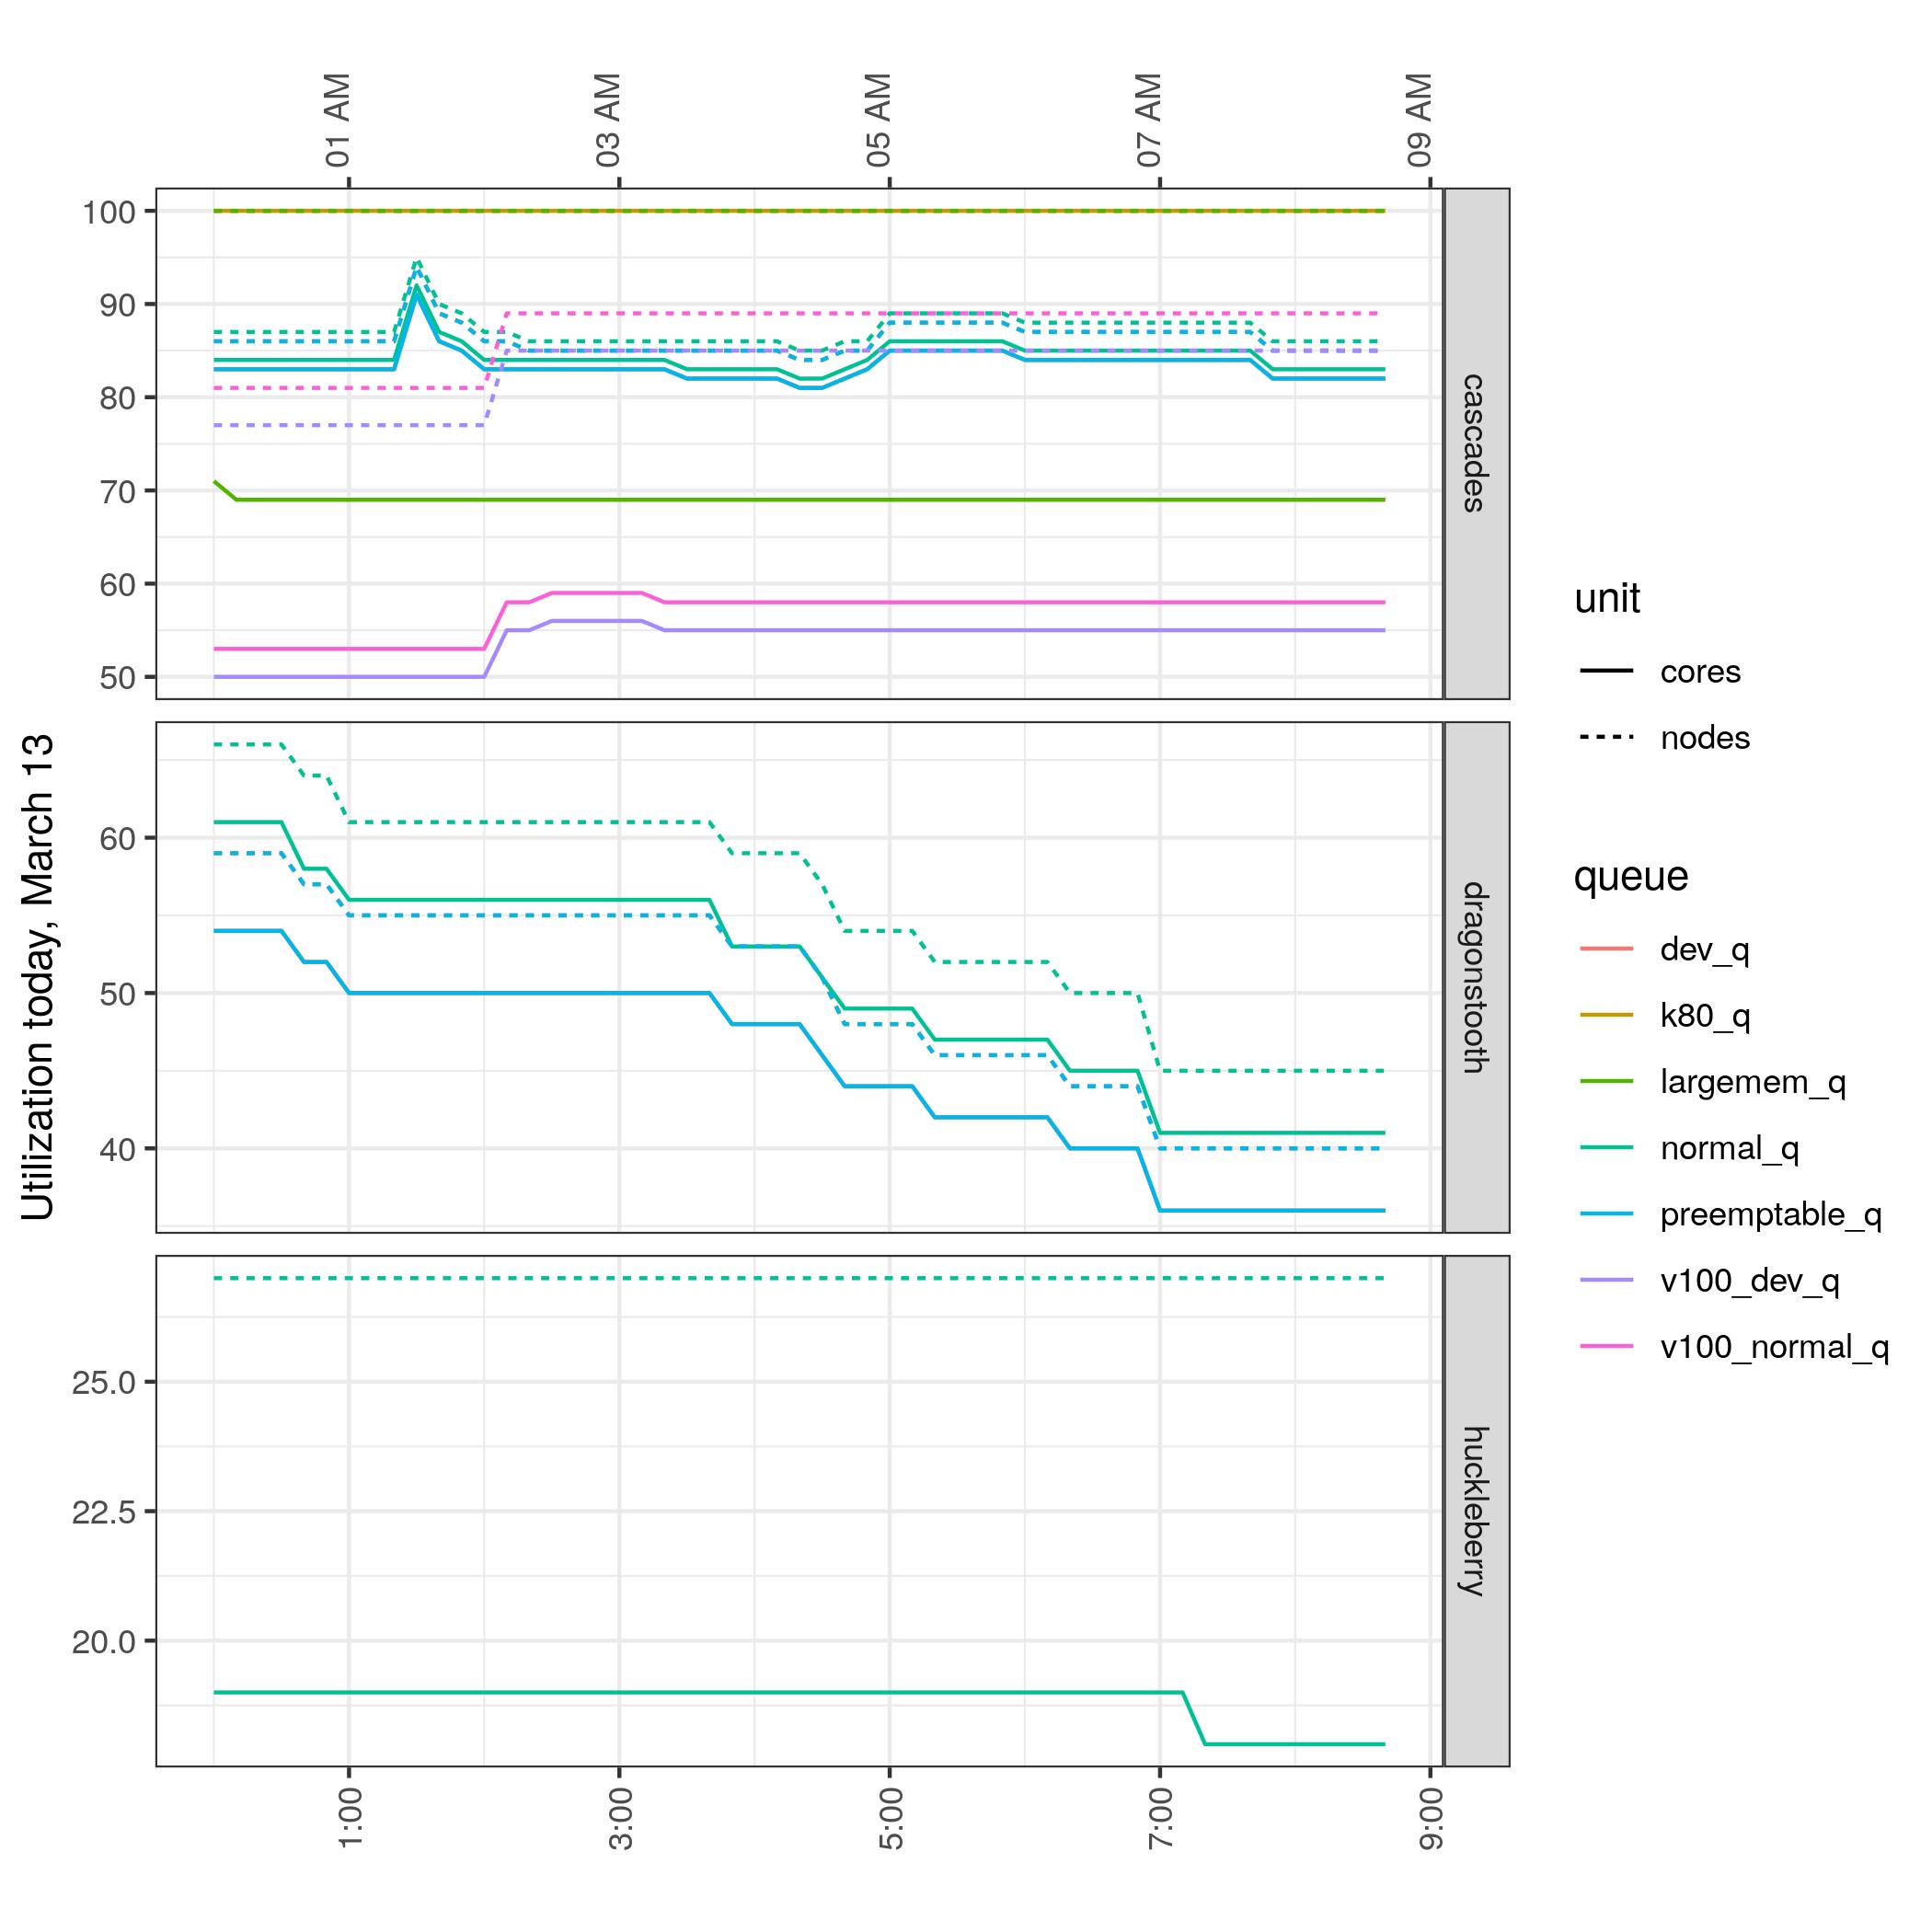 01 AM
03 AM
05 AM
07 AM
09 AM
100
90
80
70
60
50
cascades
60
50
40
dragonstooth
25.0
22.5
20.0
huckleberry
1:00
3:00
5:00
7:00
9:00
Utilization today, March 13
unit
cores
nodes
queue
dev_q
k80_q
largemem_q
normal_q
preemptable_q
v100_dev_q
v100_normal_q